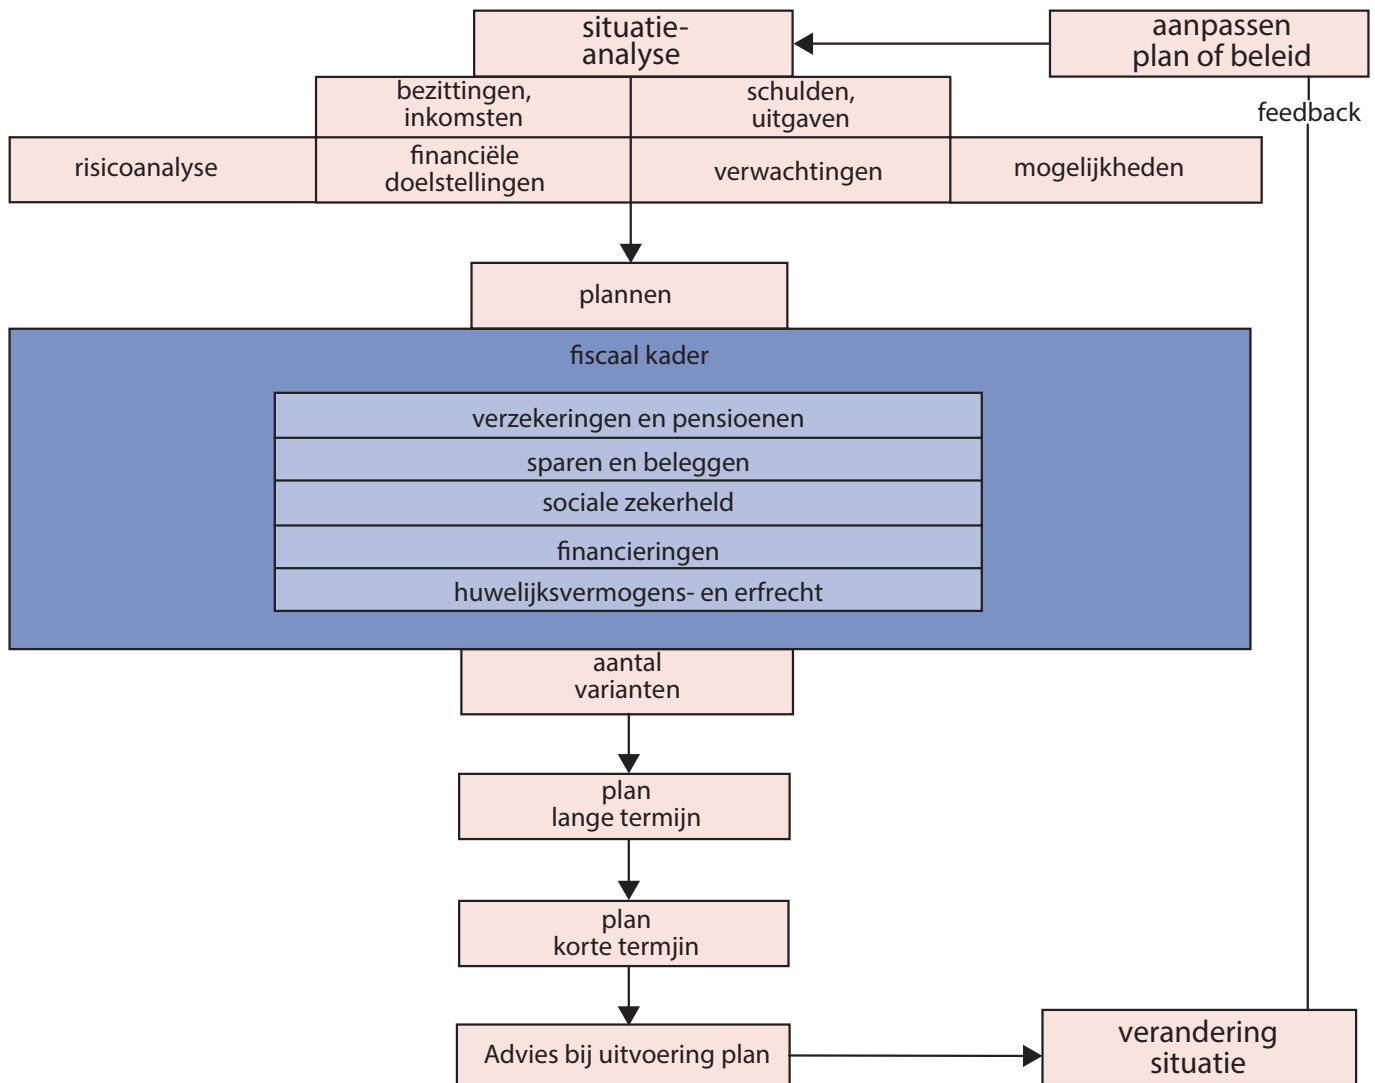 situatie-
analyse
aanpassen
plan of beleid
feedback
bezittingen,
inkomsten
schulden,
uitgaven
risicoanalyse
financiële
doelstellingen
verwachtingen
mogelijkheden
plannen
fiscaal kader
verzekeringen en pensioenen
sparen en beleggen
sociale zekerheld
financieringen
huwelijksvermogens- en erfrecht
aantal
varianten
plan
lange termijn
plan
korte termjin
Advies bij uitvoering plan
verandering
situatie